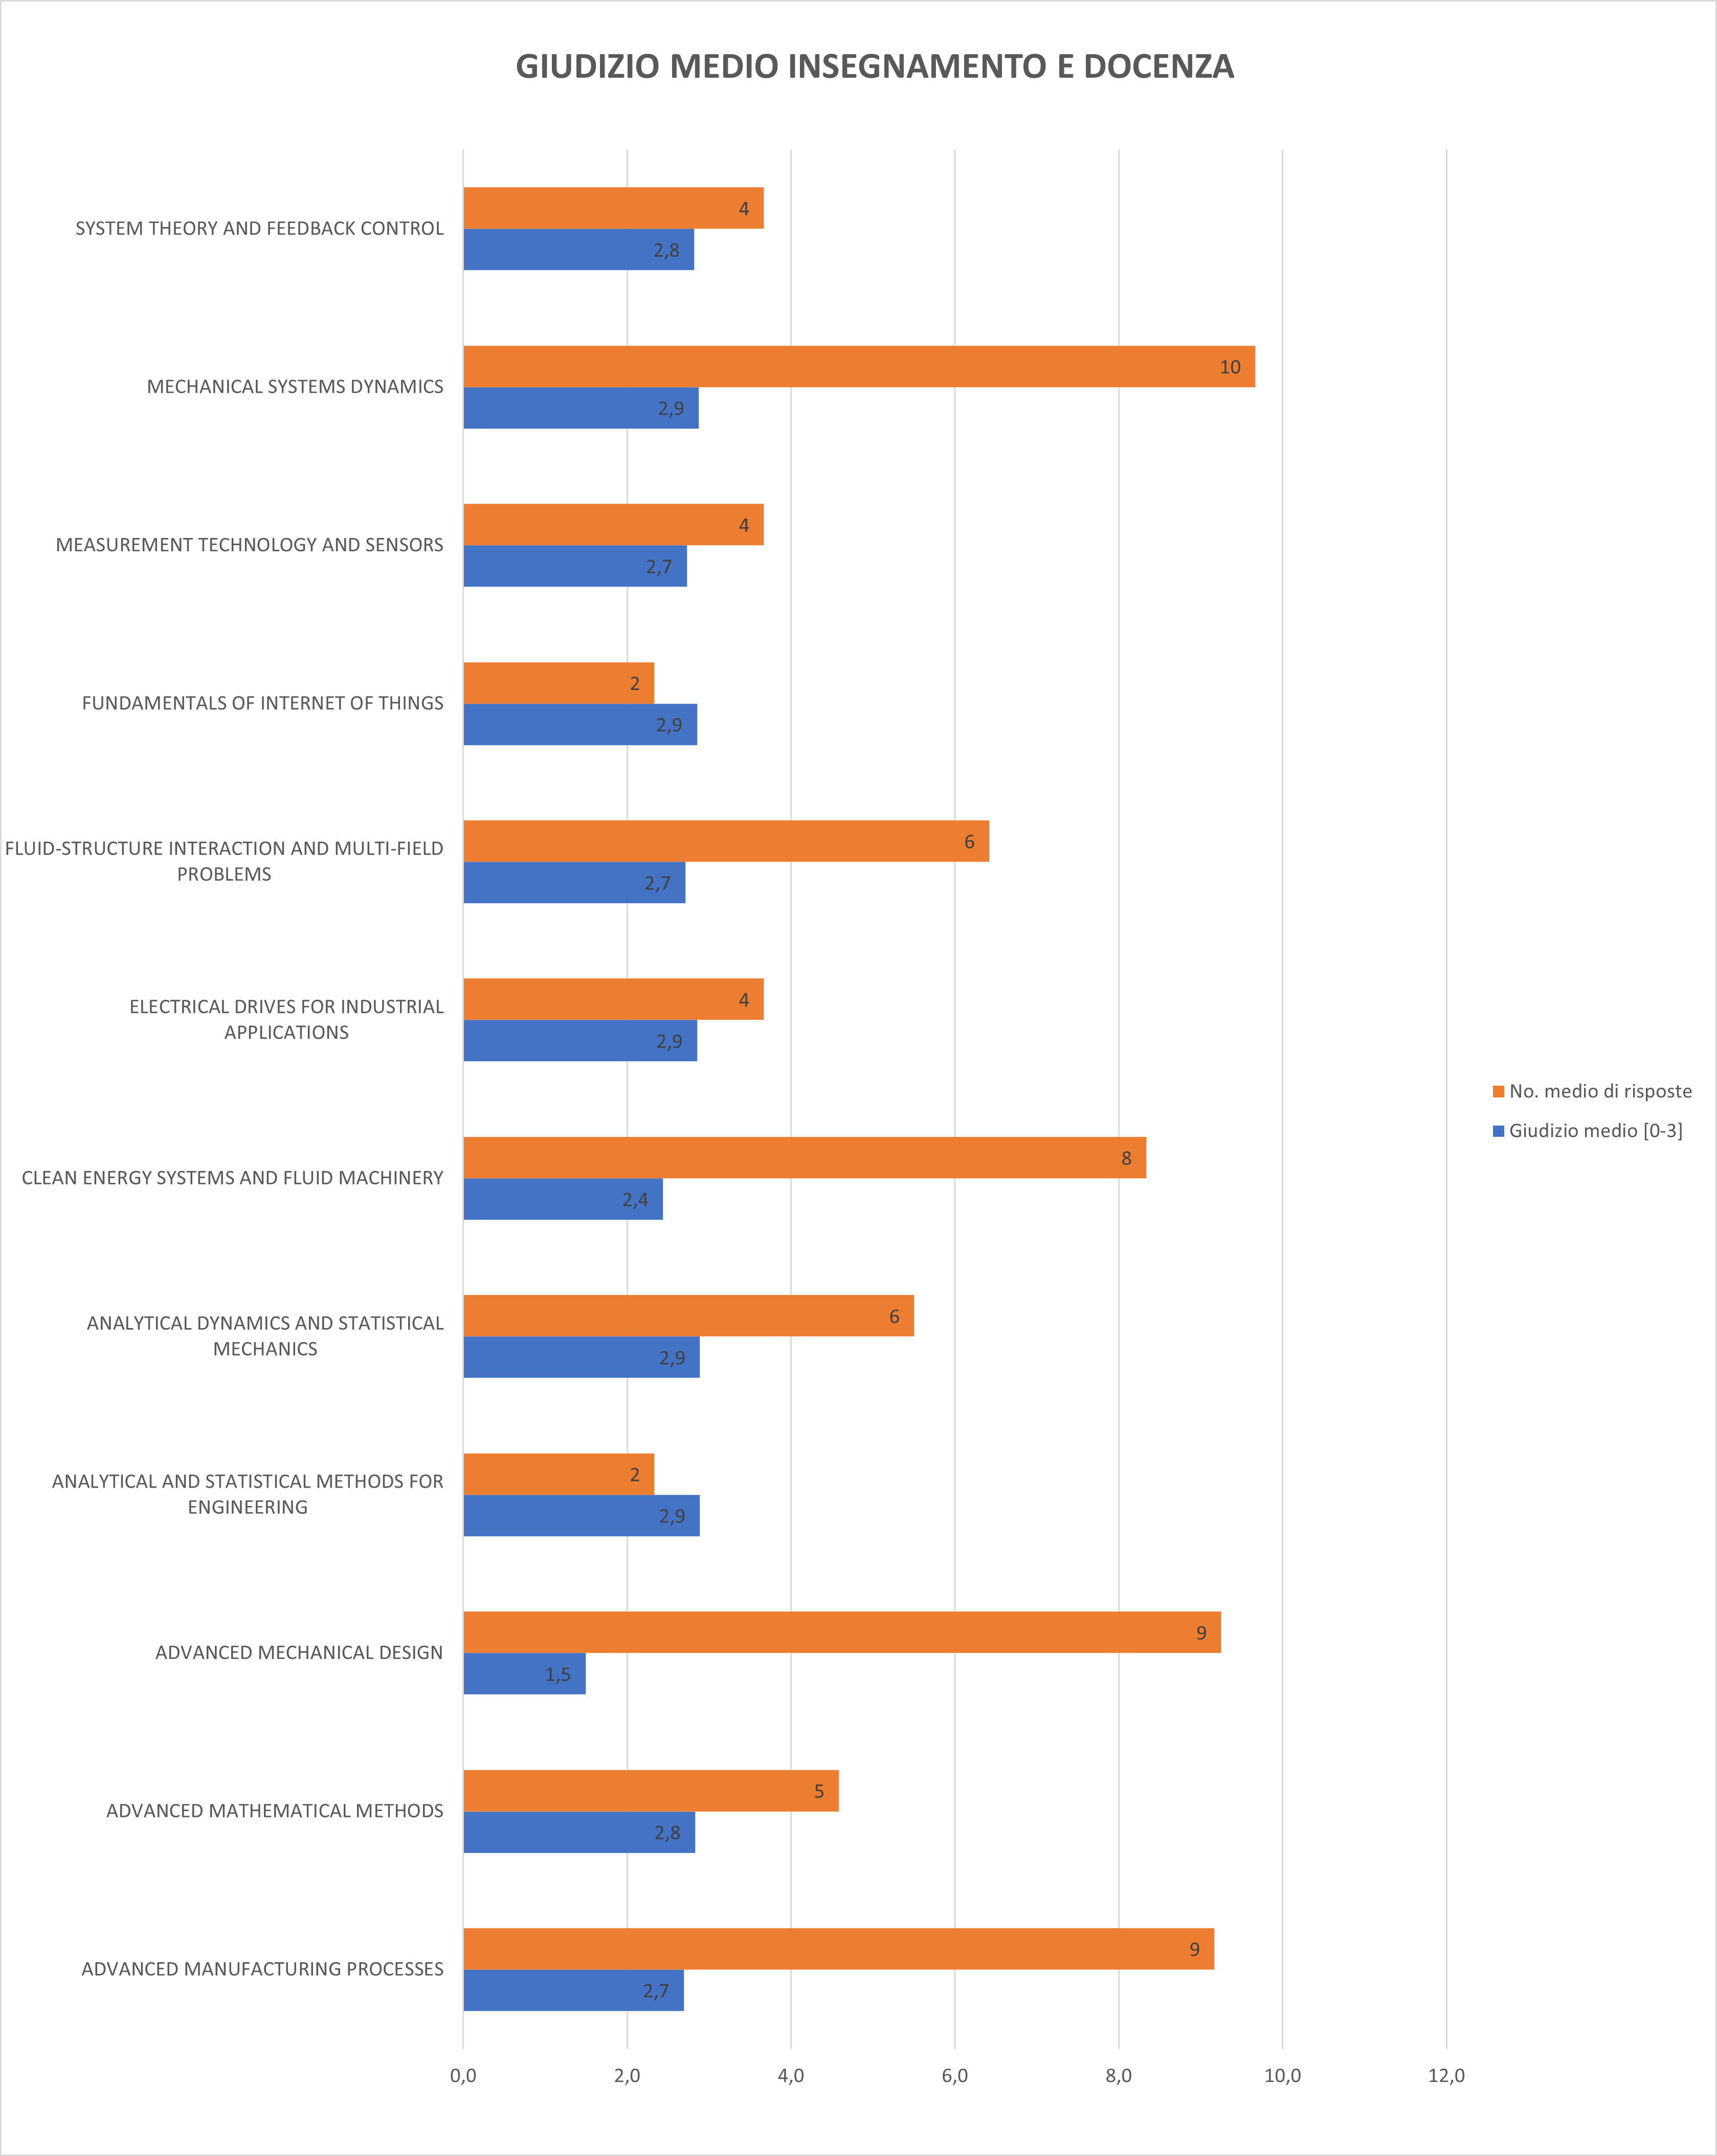 GIUDIZIO MEDIO INSEGNAMENTO E DOCENZA
SYSTEM THEORY AND FEEDBACK CONTROL
4
2,8
MECHANICAL SYSTEMS DYNAMICS
10
2,9
MEASUREMENT TECHNOLOGY AND SENSORS
4
2,7
FUNDAMENTALS OF INTERNET OF THINGS
2
2,9
FLUID-STRUCTURE INTERACTION AND MULTI-FIELD
PROBLEMS
6
2,7
ELECTRICAL DRIVES FOR INDUSTRIAL
APPLICATIONS
4
2,9
CLEAN ENERGY SYSTEMS AND FLUID MACHINERY
8
2,4
ANALYTICAL DYNAMICS AND STATISTICAL
MECHANICS
6
2,9
ANALYTICAL AND STATISTICAL METHODS FOR
ENGINEERING
2
2,9
ADVANCED MECHANICAL DESIGN
9
1,5
ADVANCED MATHEMATICAL METHODS
5
2,8
ADVANCED MANUFACTURING PROCESSES
9
2,7
0,0 2,0 4,0 6,0 8,0 10,0 12,0
No. medio di risposte
Giudizio medio [0-3]